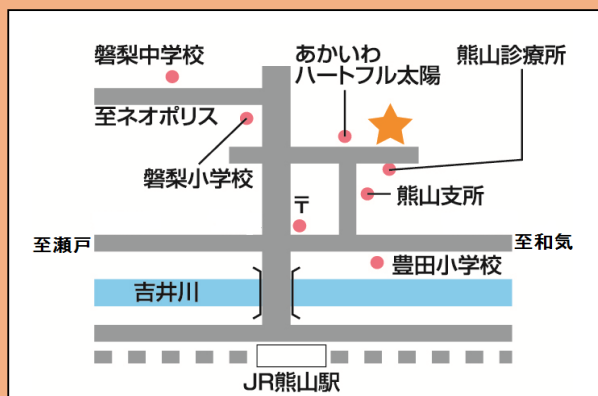 磐梨中学校
あかいわ
ハートフル太陽
熊山診療所
至ネオポリス
磐梨小学校
熊山支所
〒
至瀬戸
至和気
豊田小学校
吉井川
JR熊山駅